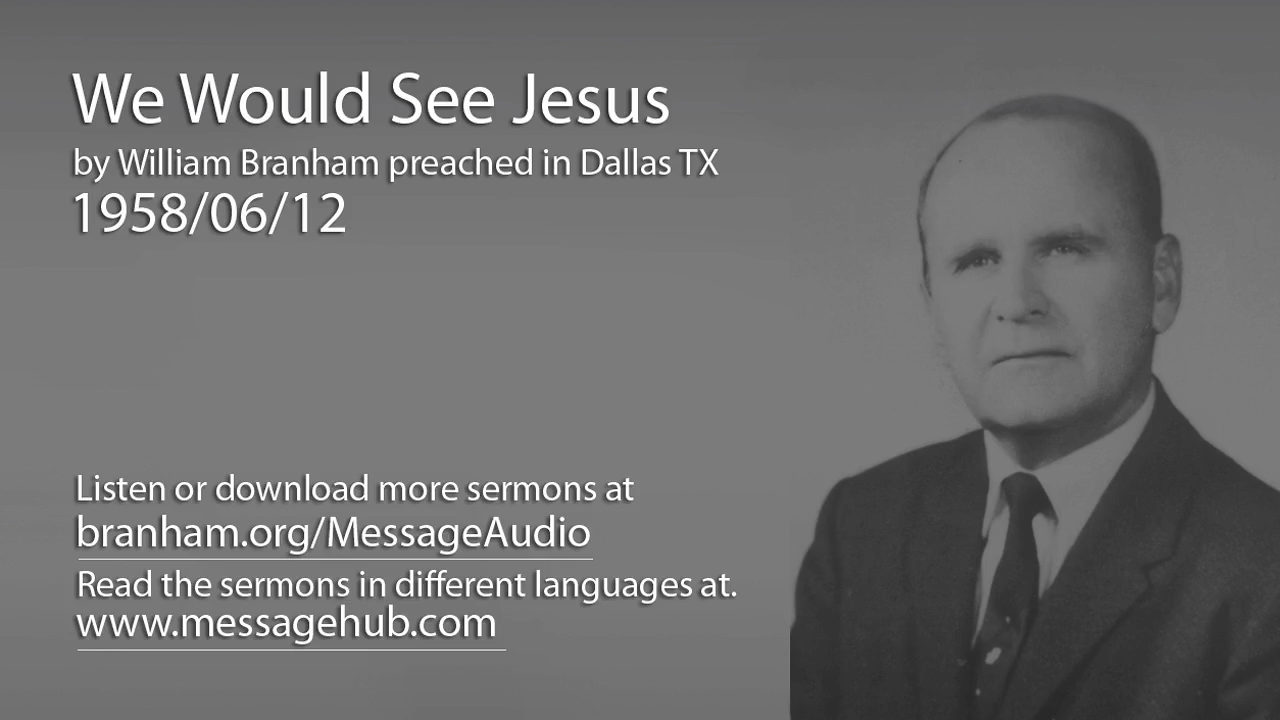 We Would See Jesus
by William Branham preached in Dallas TX
1958/06/12
Listen or download more sermons at
branham.org/MessageAudio
Read the sermons in different languages at.
www.messagehub.com